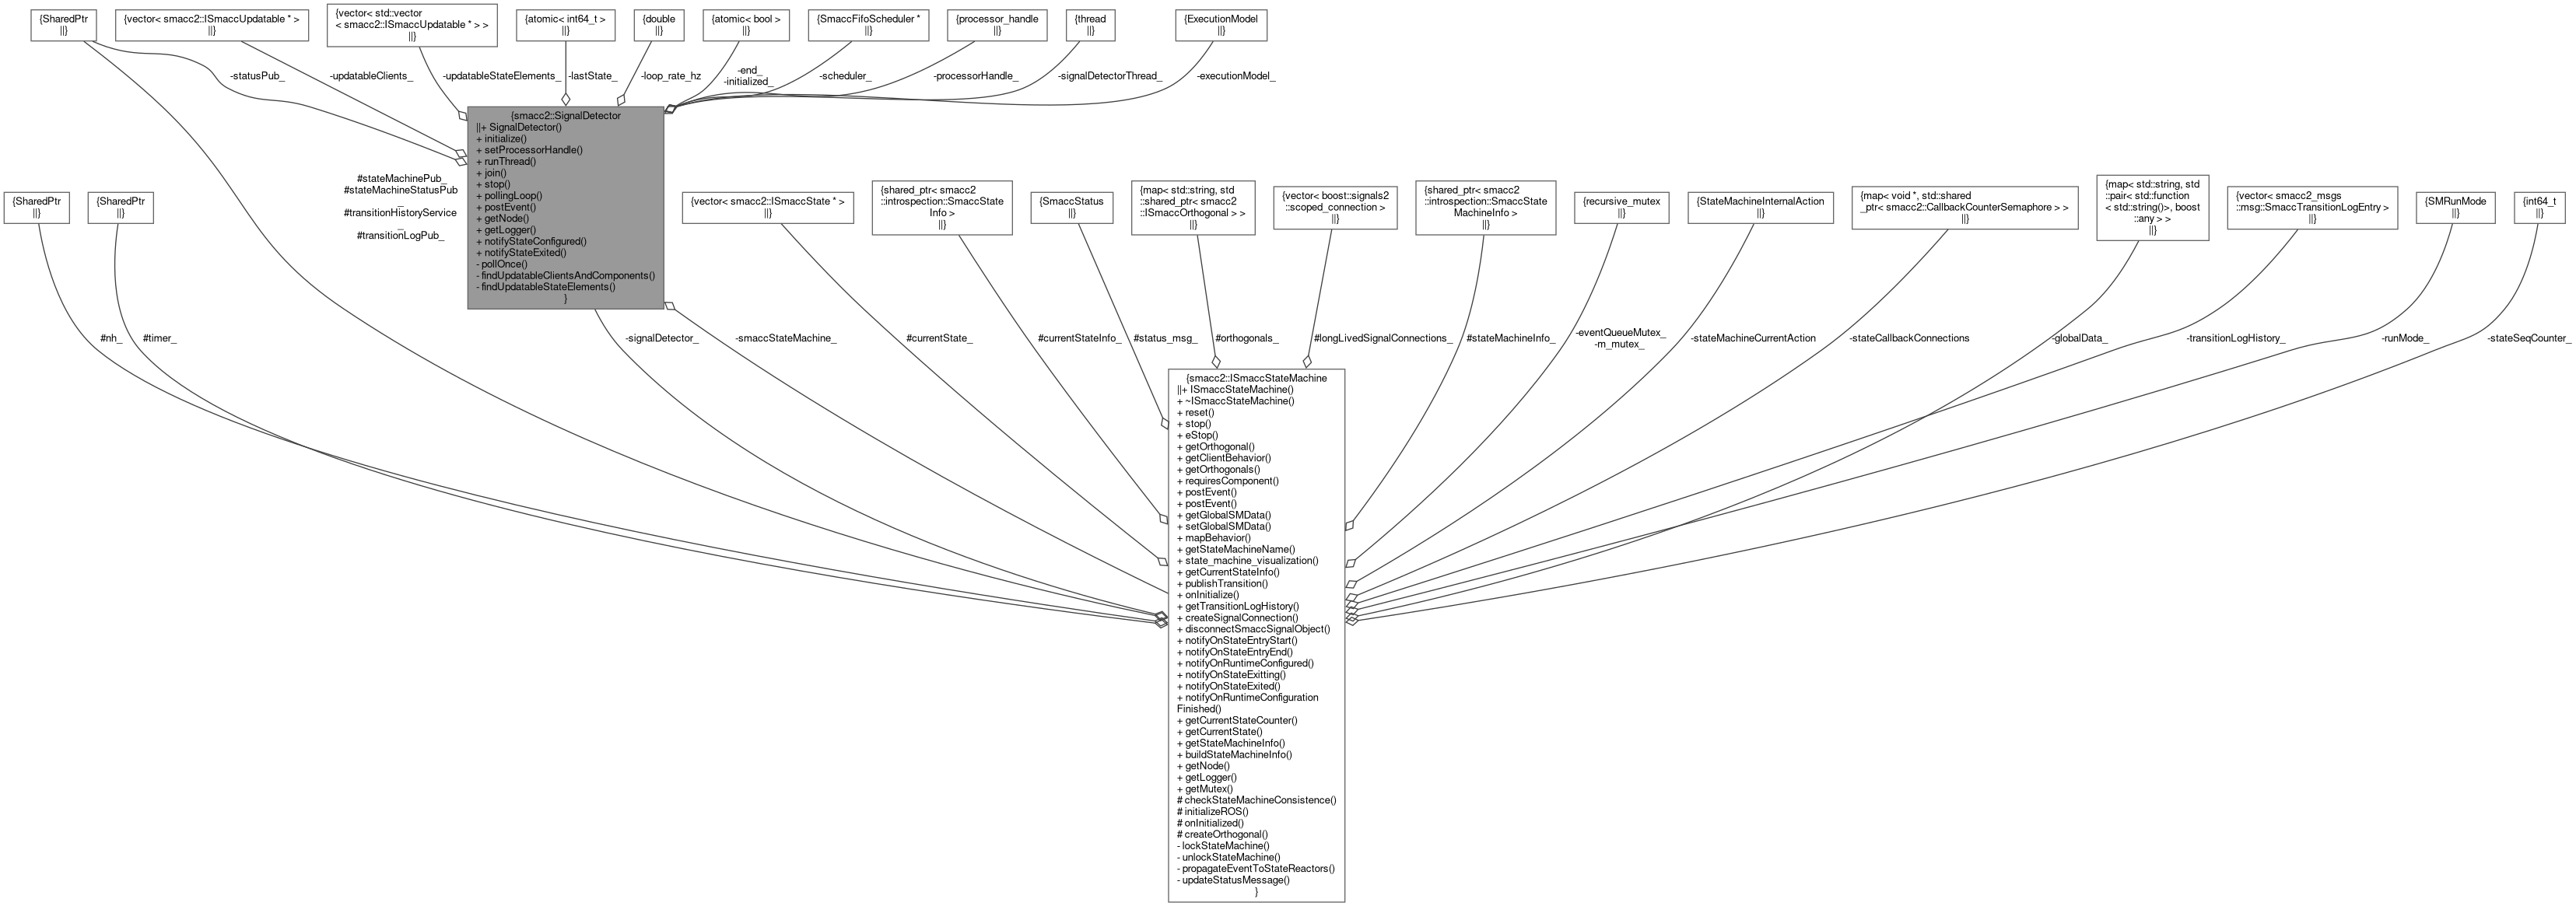 {SharedPtr
||}
{vector< smacc2::ISmaccUpdatable * >
||}
{vector< std::vector
< smacc2::ISmaccUpdatable * > >
||}
{atomic< int64_t >
||}
{double
||}
{atomic< bool >
||}
{SmaccFifoScheduler *
||}
{processor_handle
||}
{thread
||}
{ExecutionModel
||}
-statusPub_
-updatableClients_
-updatableStateElements_
-lastState_
-loop_rate_hz
-end_
-initialized_
-scheduler_
-processorHandle_
-signalDetectorThread_
-executionModel_
{smacc2::SignalDetector
||+ SignalDetector()
+ initialize()
+ setProcessorHandle()
+ runThread()
+ join()
+ stop()
+ pollingLoop()
+ postEvent()
+ getNode()
+ getLogger()
+ notifyStateConfigured()
+ notifyStateExited()
- pollOnce()
- findUpdatableClientsAndComponents()
- findUpdatableStateElements()
}
#stateMachinePub_
#stateMachineStatusPub
_
#transitionHistoryService
_
#transitionLogPub_
{SharedPtr
||}
{SharedPtr
||}
{vector< smacc2::ISmaccState * >
||}
{shared_ptr< smacc2
::introspection::SmaccState
Info >
||}
{SmaccStatus
||}
{map< std::string, std
::shared_ptr< smacc2
::ISmaccOrthogonal > >
||}
{vector< boost::signals2
::scoped_connection >
||}
{shared_ptr< smacc2
::introspection::SmaccState
MachineInfo >
||}
{recursive_mutex
||}
{StateMachineInternalAction
||}
{map< void *, std::shared
_ptr< smacc2::CallbackCounterSemaphore > >
||}
{map< std::string, std
::pair< std::function
< std::string()>, boost
::any > >
||}
{vector< smacc2_msgs
::msg::SmaccTransitionLogEntry >
||}
{SMRunMode
||}
{int64_t
||}
#nh_
#timer_
-signalDetector_
-smaccStateMachine_
#currentState_
#currentStateInfo_
#status_msg_
#orthogonals_
#longLivedSignalConnections_
#stateMachineInfo_
-eventQueueMutex_
-m_mutex_
-stateMachineCurrentAction
-stateCallbackConnections
-globalData_
-transitionLogHistory_
-runMode_
-stateSeqCounter_
{smacc2::ISmaccStateMachine
||+ ISmaccStateMachine()
+ ~ISmaccStateMachine()
+ reset()
+ stop()
+ eStop()
+ getOrthogonal()
+ getClientBehavior()
+ getOrthogonals()
+ requiresComponent()
+ postEvent()
+ postEvent()
+ getGlobalSMData()
+ setGlobalSMData()
+ mapBehavior()
+ getStateMachineName()
+ state_machine_visualization()
+ getCurrentStateInfo()
+ publishTransition()
+ onInitialize()
+ getTransitionLogHistory()
+ createSignalConnection()
+ disconnectSmaccSignalObject()
+ notifyOnStateEntryStart()
+ notifyOnStateEntryEnd()
+ notifyOnRuntimeConfigured()
+ notifyOnStateExitting()
+ notifyOnStateExited()
+ notifyOnRuntimeConfiguration
Finished()
+ getCurrentStateCounter()
+ getCurrentState()
+ getStateMachineInfo()
+ buildStateMachineInfo()
+ getNode()
+ getLogger()
+ getMutex()
# checkStateMachineConsistence()
# initializeROS()
# onInitialized()
# createOrthogonal()
- lockStateMachine()
- unlockStateMachine()
- propagateEventToStateReactors()
- updateStatusMessage()
}